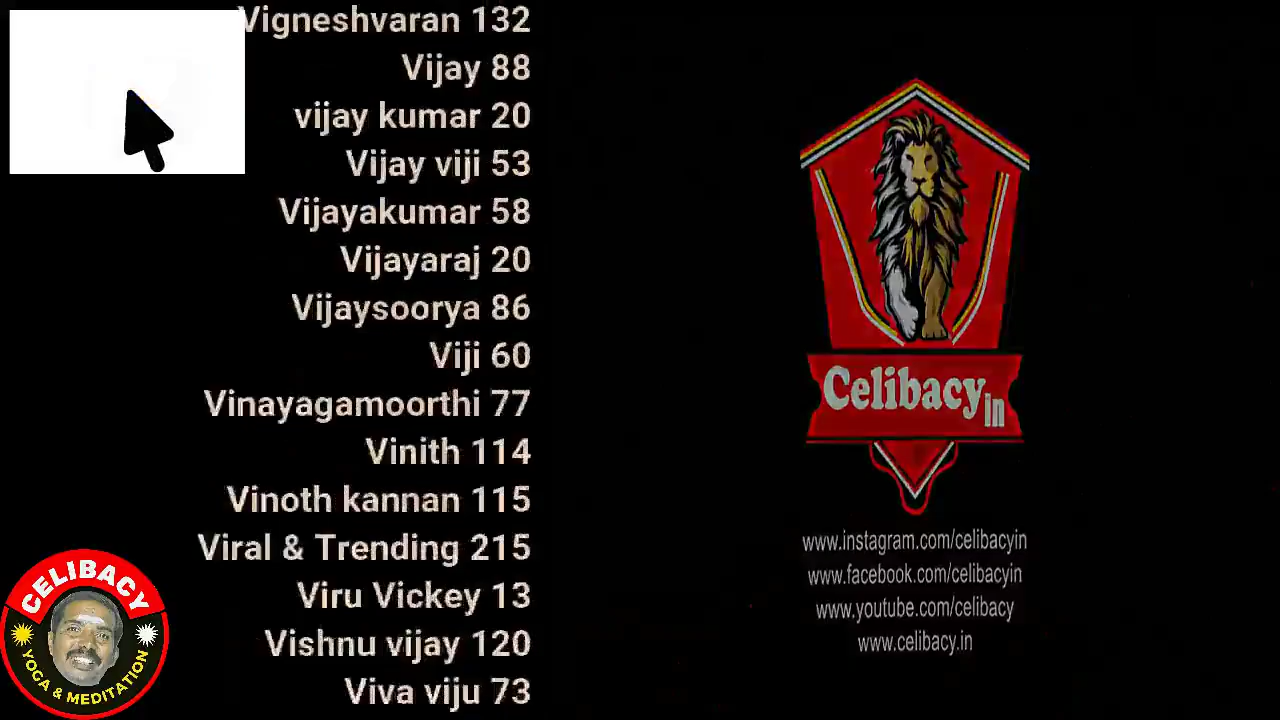 Vigneshvaran 132
Vijay 88
vijay kumar 20
Vijay viji 53
Vijayakumar 58
Vijayaraj 20
Vijaysoorya 86
Viji 60
Vinayagamoorthi 77
Vinith 114
Vinoth kannan 115
Viral & Trending 215
Viru Vickey 13
Vishnu vijay 120
Viva viju 73
Celibacyin
www.instagram.com/celibacyin
www.facebook.com/celibacyin
www.youtube.com/celibacy
www.celibacy.in
CELIBACY
YOGA & MEDITATION